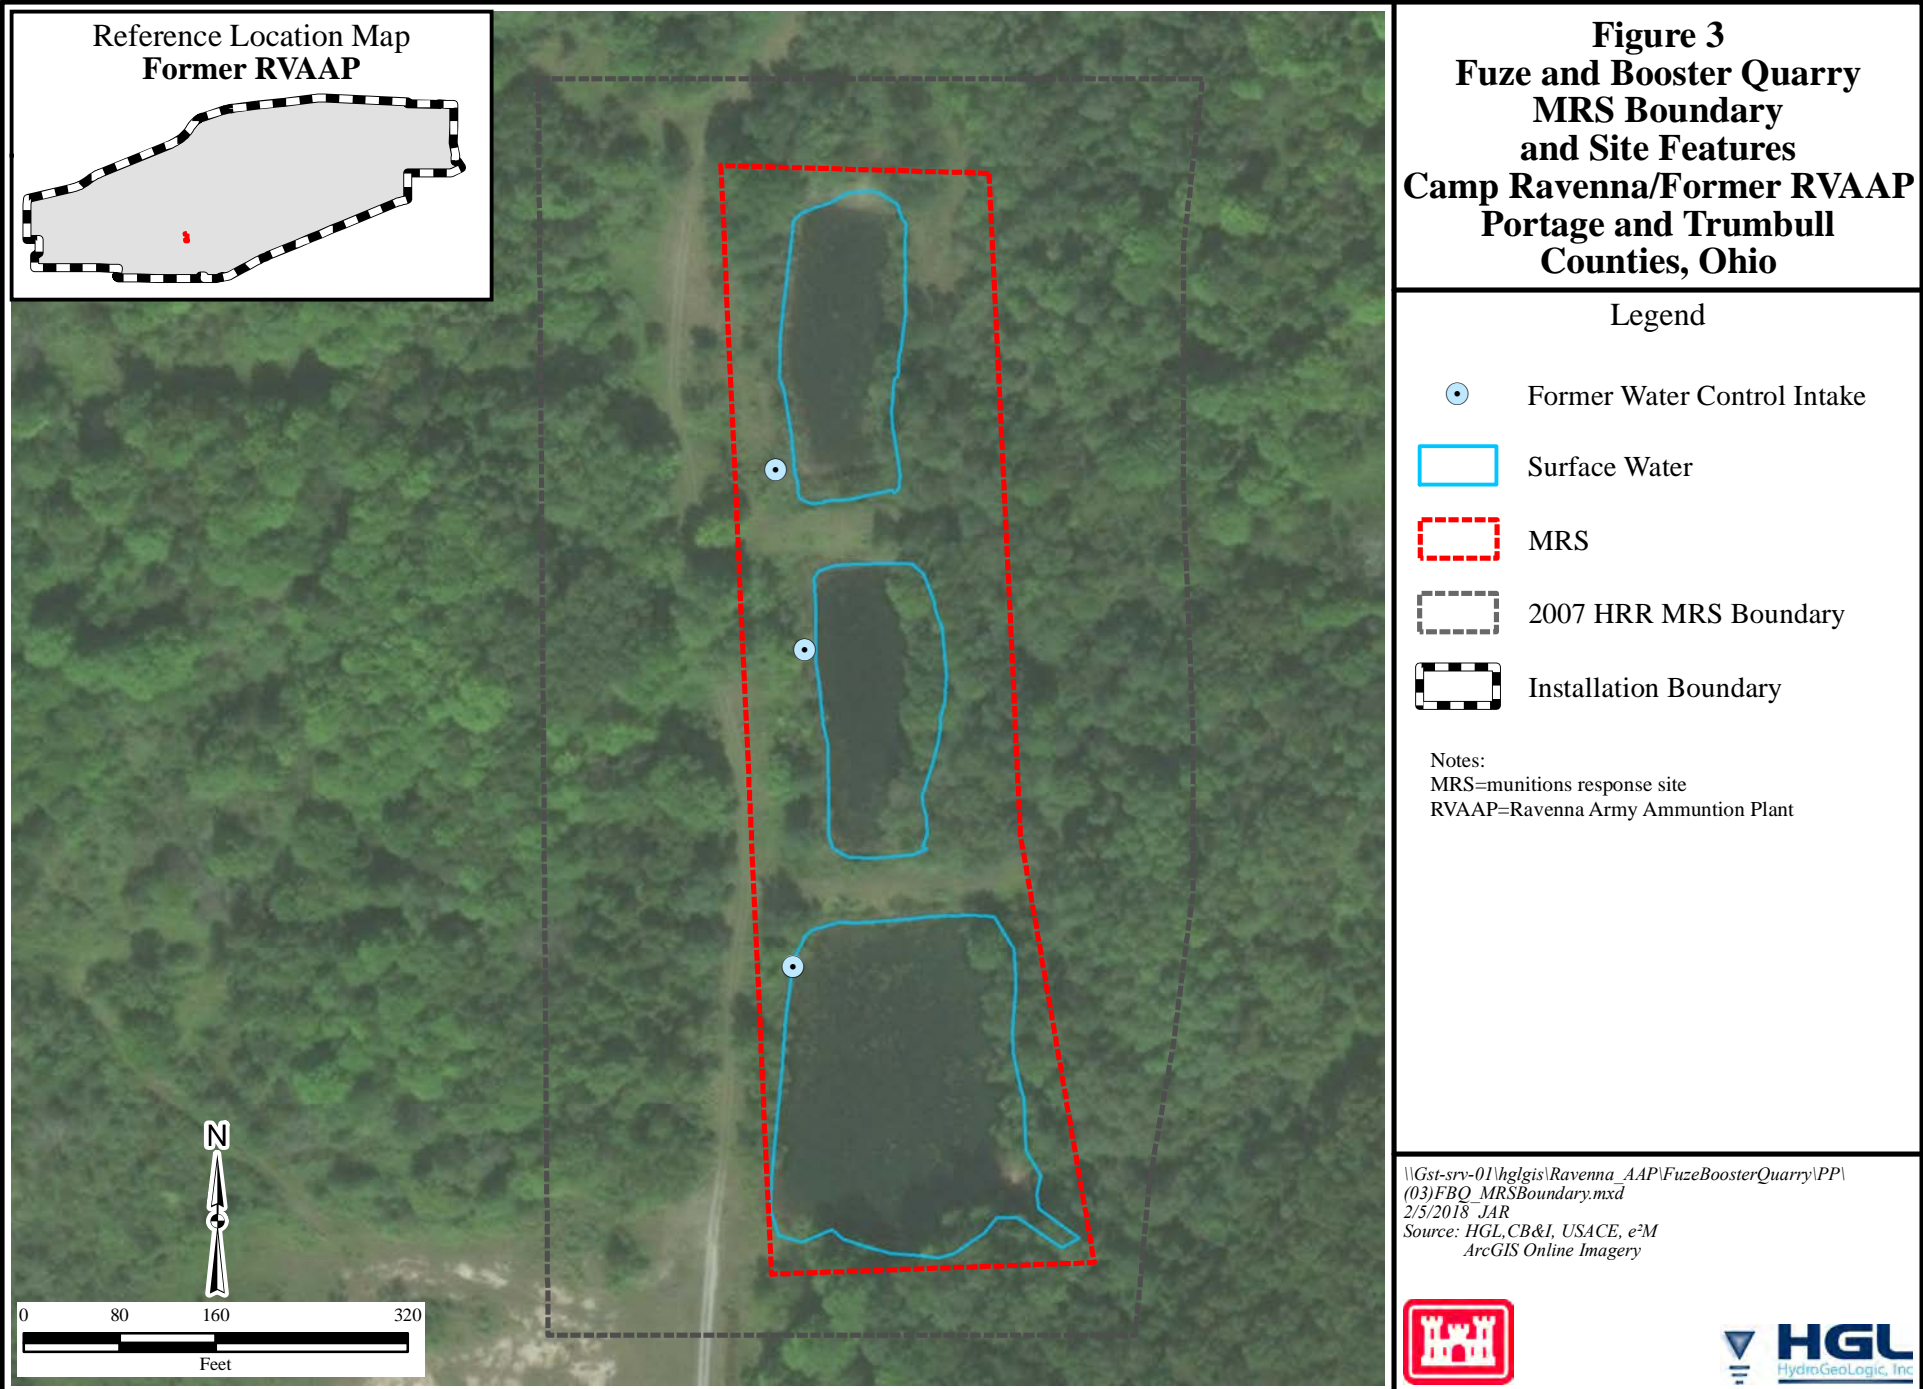 Reference Location Map
Former RVAAP
Figure 3
Fuze and Booster Quarry
MRS Boundary
and Site Features
Camp Ravenna/Former RVAAP
Portage and Trumbull
Counties, Ohio
Legend
Former Water Control Intake
Surface Water
MRS
2007 HRR MRS Boundary
Installation Boundary
Notes:
MRS=munitions response site
RVAAP=Ravenna Army Ammuntion Plant
N
0 80 160 320
Feet
\\Gst-srv-01\hglgis\Ravenna_AAP\FuzeBoosterQuarry\PP\
(03)FBQ_MRSBoundary.mxd
2/5/2018 JAR
Source: HGL,CB&I, USACE, e²M
ArcGIS Online Imagery
HGL
HydroGeoLogic, Inc